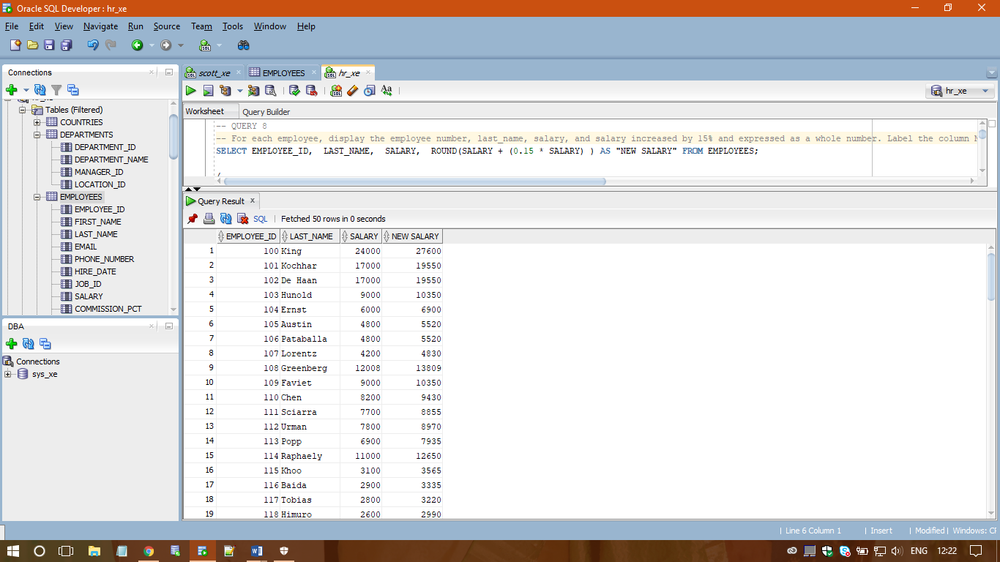 Oracle SQL Developer : hr_xe
File Edit View Navigate Run Source Team Tools Window Help
Connections
Tables (Filtered)
COUNTRIES
DEPARTMENTS
DEPARTMENT_ID
DEPARTMENT_NAME
MANAGER_ID
LOCATION_ID
EMPLOYEES
EMPLOYEE_ID
FIRST_NAME
LAST_NAME
EMAIL
PHONE_NUMBER
HIRE_DATE
JOB_ID
SALARY
COMMISSION_PCT
DBA
Connections
sys_xe
scott_xe EMPLOYEES hr_xe
hr_xe
Worksheet Query Builder
-- QUERY 8
-- For each employee, display the employee number, last_name, salary, and salary increased by 15% and expressed as a whole number. Label the column
SELECT EMPLOYEE_ID, LAST_NAME, SALARY, ROUND(SALARY + (0.15 * SALARY) ) AS "NEW SALARY" FROM EMPLOYEES;
Query Result x
SQL | Fetched 50 rows in 0 seconds
EMPLOYEE_ID LAST_NAME SALARY NEW SALARY
1 100 King 24000 27600
2 101 Kochhar 17000 19550
3 102 De Haan 17000 19550
4 103 Hunold 9000 10350
5 104 Ernst 6000 6900
6 105 Austin 4800 5520
7 106 Pataballa 4800 5520
8 107 Lorentz 4200 4830
9 108 Greenberg 12008 13809
10 109 Faviet 9000 10350
11 110 Chen 8200 9430
12 111 Sciarra 7700 8855
13 112 Urman 7800 8970
14 113 Popp 6900 7935
15 114 Raphaely 11000 12650
16 115 Khoo 3100 3565
17 116 Baida 2900 3335
18 117 Tobias 2800 3220
19 118 Himuro 2600 2990
| Line 6 Column 1 | Insert | Modified | Windows: CF
ENG 12:22